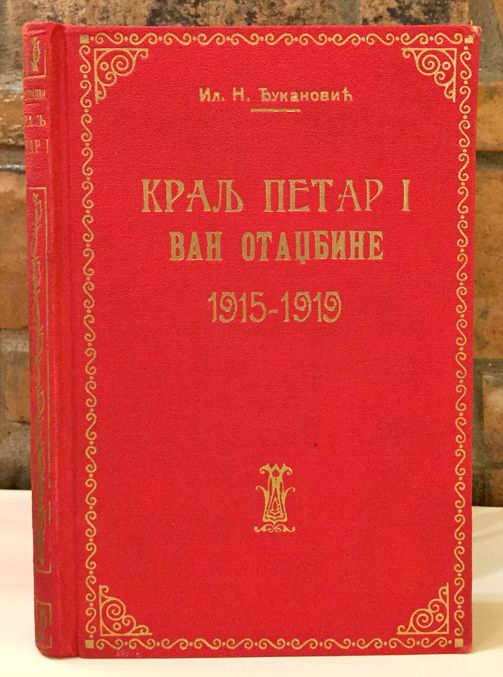 Ил. Н. Ђукановић
КРАЉ ПЕТАР I
ВАН ОТАЏБИНЕ
1915-1919